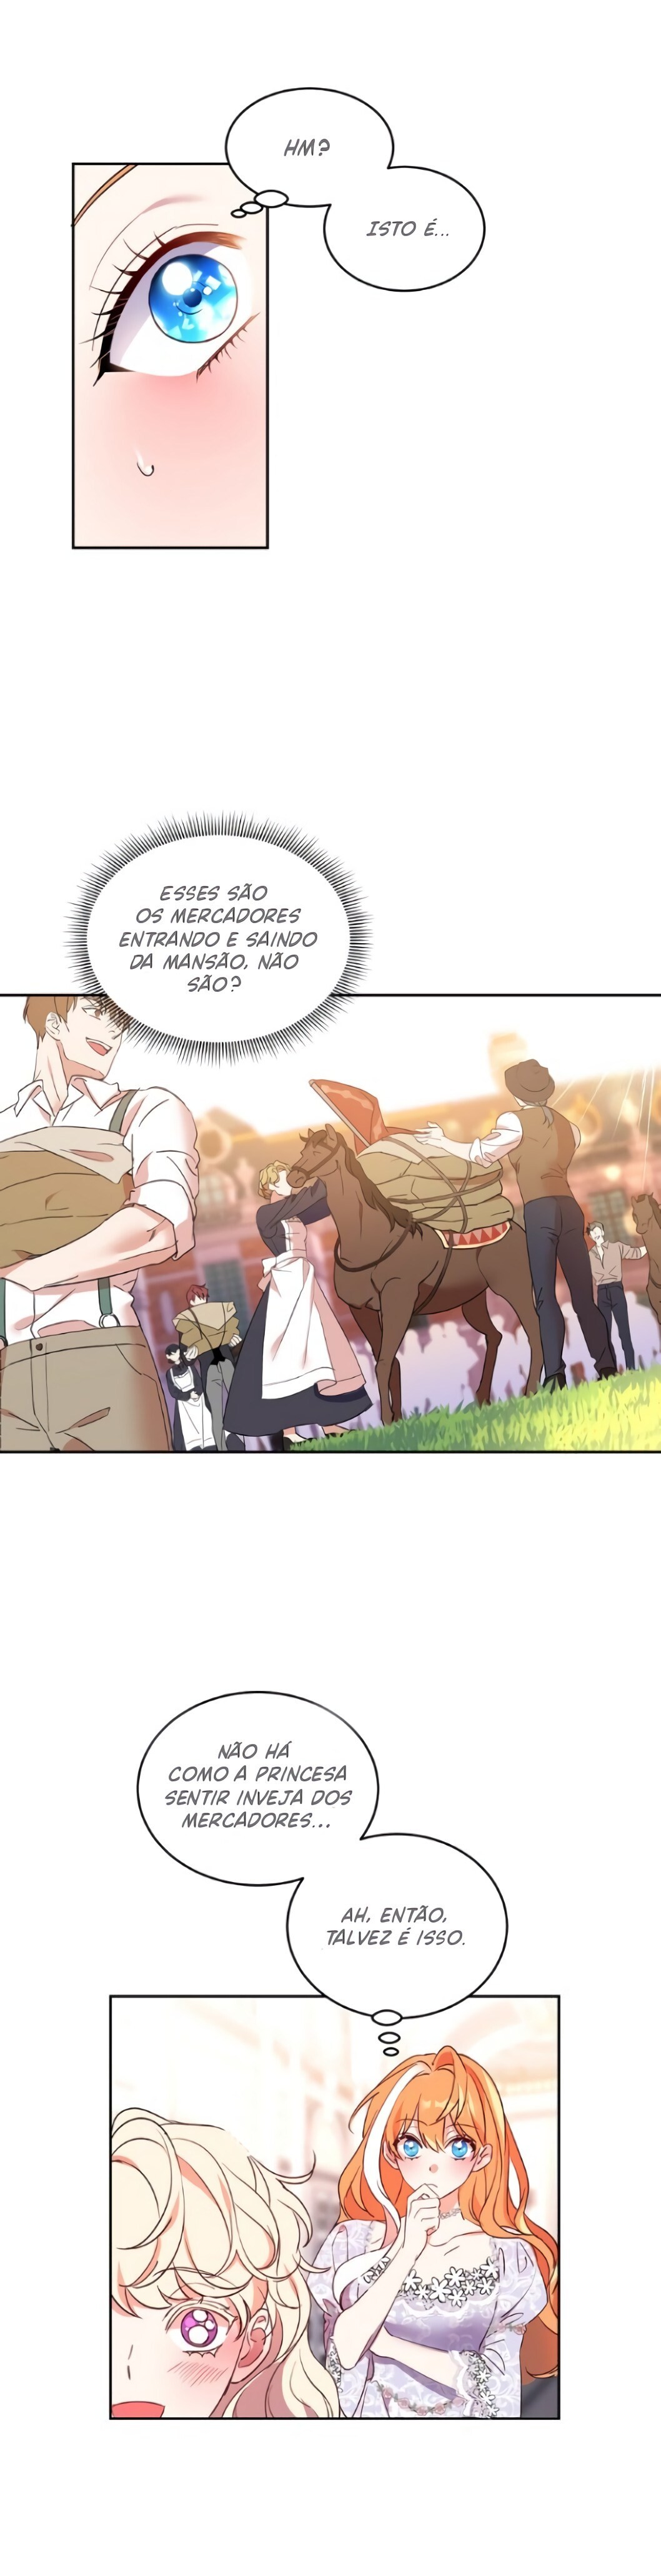 HM?
ISTO É...
ESSES SÃO
OS MERCADORES
ENTRANDO E SAINDO
DA MANSÃO, NÃO
SÃO?
NÃO HÁ
COMO A PRINCESA
SENTIR INVEJA DOS
MERCADORES...
AH, ENTÃO,
TALVEZ É ISSO.